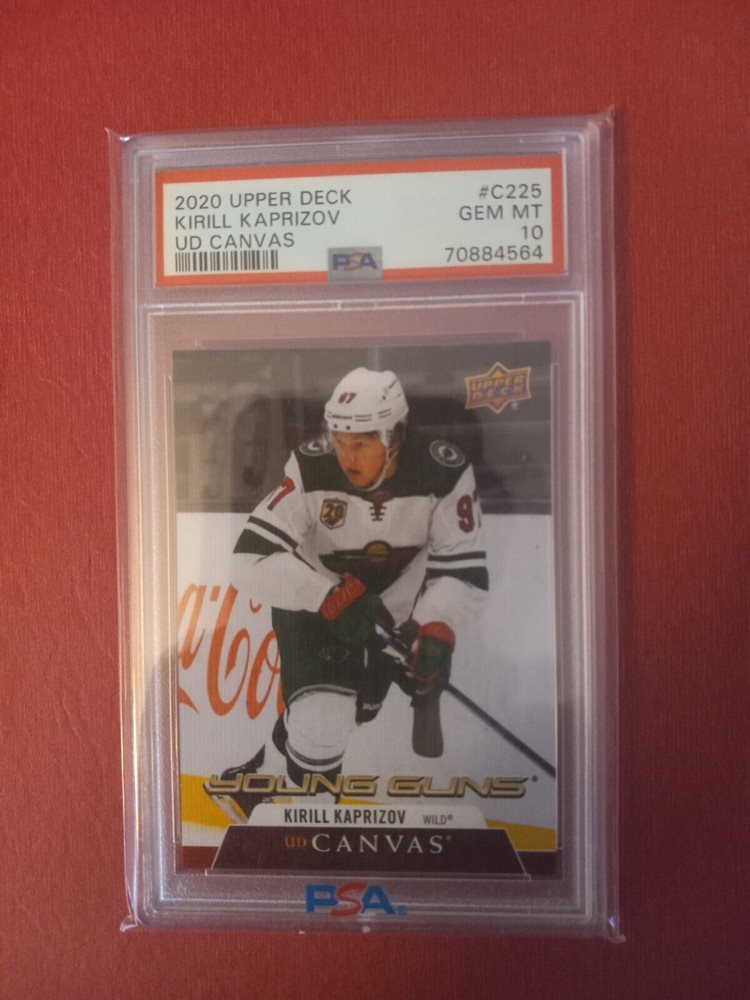 2020 UPPER DECK #C225
KIRILL KAPRIZOV GEM MT
UD CANVAS 10
PSA 70884564
UPPER
DECK
97
97
20
YOUNG GUNS
KIRILL KAPRIZOV WILD®
UD CANVAS®
PSA®